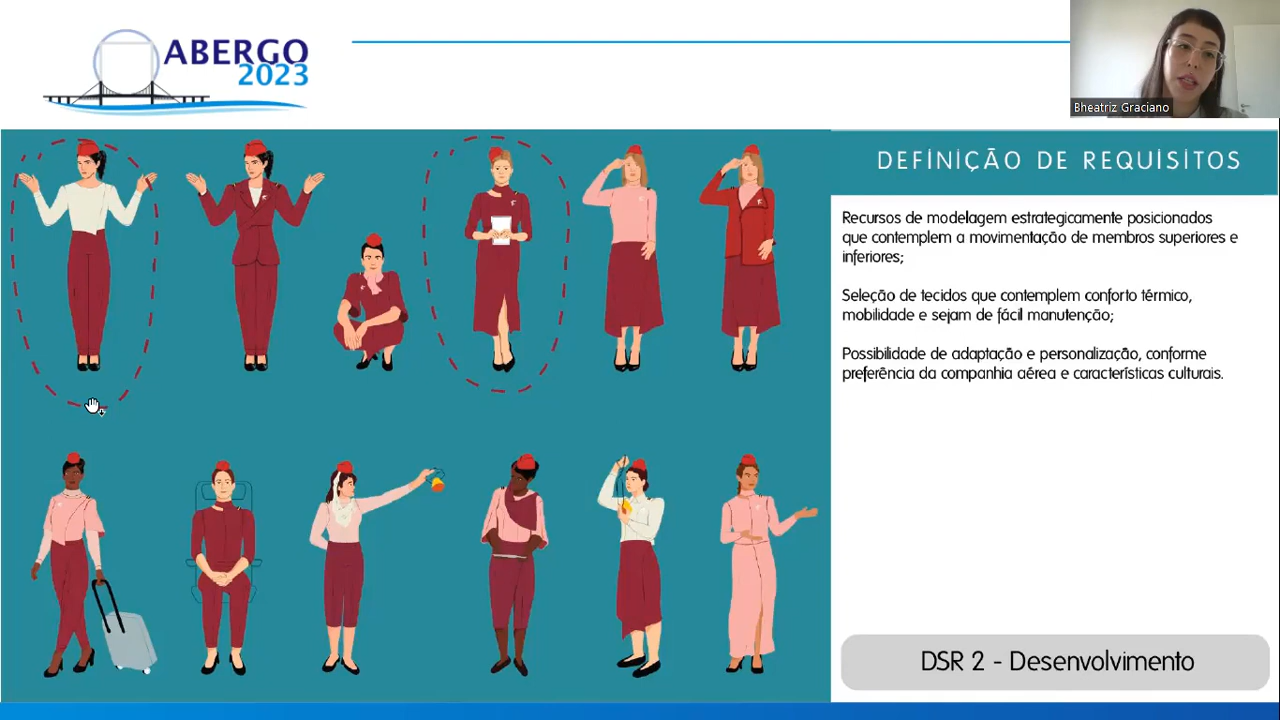 ABERGO
2023
Bheatriz Graciano
DEFINIÇÃO DE REQUISITOS
Recursos de modelagem estrategicamente posicionados
que contemplem a movimentação de membros superiores e
inferiores;
Seleção de tecidos que contemplem conforto térmico,
mobilidade e sejam de fácil manutenção;
Possibilidade de adaptação e personalização, conforme
preferência da companhia aérea e características culturais.
DSR 2 - Desenvolvimento